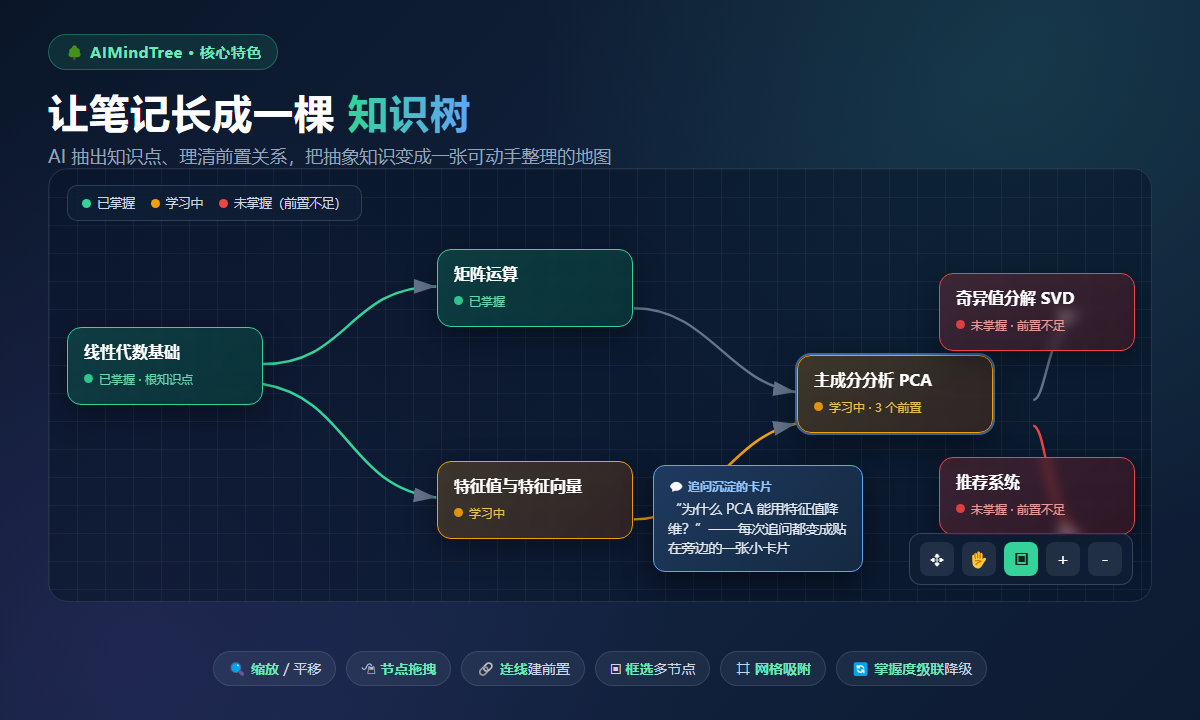 AIMindTree · 核心特色
让笔记长成一棵 知识树
AI 抽出知识点、理清前置关系，把抽象知识变成一张可动手整理的地图
已掌握 学习中 未掌握（前置不足）
矩阵运算
已掌握
奇异值分解 SVD
未掌握 · 前置不足
线性代数基础
已掌握 · 根知识点
主成分分析 PCA
学习中 · 3 个前置
特征值与特征向量
学习中
追问沉淀的卡片
“为什么 PCA 能用特征值降
维？”——每次追问都变成贴
在旁边的一张小卡片
推荐系统
未掌握 · 前置不足
+ -
缩放 / 平移 节点拖拽 连线建前置 框选多节点 网格吸附 掌握度级联降级